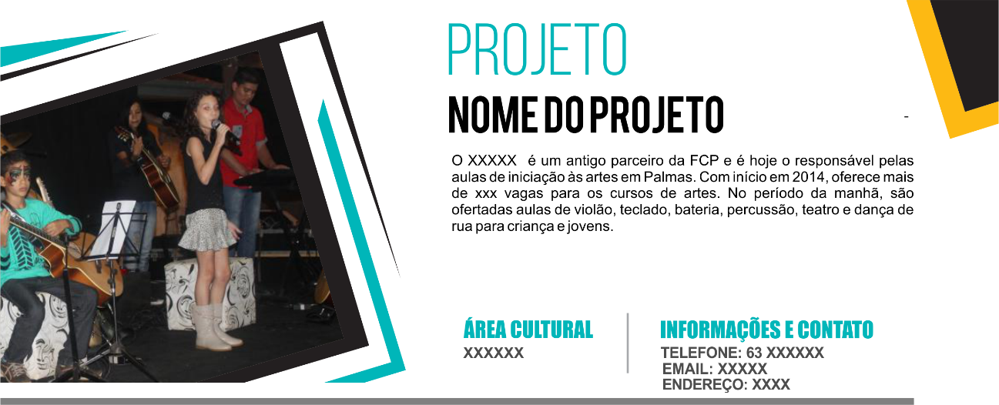 PROJETO
NOME DO PROJETO
-
O XXXXX é um antigo parceiro da FCP e é hoje o responsável pelas
aulas de iniciação às artes em Palmas. Com início em 2014, oferece mais
de xxx vagas para os cursos de artes. No período da manhã, são
ofertadas aulas de violão, teclado, bateria, percussão, teatro e dança de
rua para criança e jovens.
ÁREA CULTURAL
XXXXXX
INFORMAÇÕES E CONTATO
TELEFONE: 63 XXXXXX
EMAIL: XXXXX
ENDEREÇO: XXXX